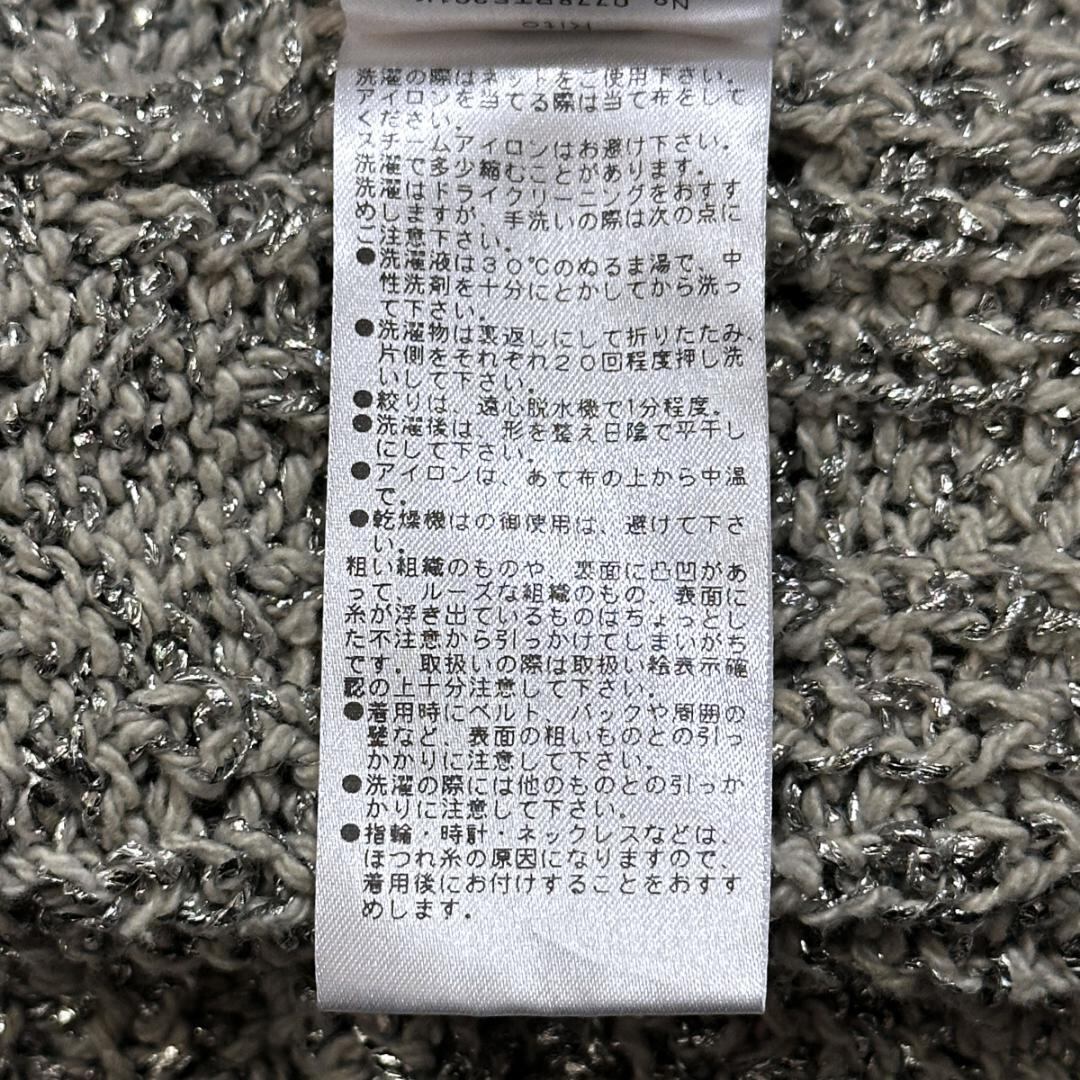 洗濯の際はネットをご使用下さい。
アイロンを当てる際は当て布をして
ください。
スチームアイロンはお避け下さい。
洗濯で多少縮むことがあります。
洗濯はドライクリーニングをおすす
めしますが、手洗いの際は次の点に
ご注意下さい。
●洗濯液は30℃のぬるま湯で、中
性洗剤を十分にとかしてから洗っ
て下さい。
●洗濯物は裏返しにして折りたたみ、
片側をそれぞれ20回程度押し洗
いして下さい。
●絞りは、遠心脱水機で1分程度。
●洗濯後は、形を整え日陰で平干し
にして下さい。
●アイロンは、あて布の上から中温
で。
●乾燥機はの御使用は、避けて下さ
い。
粗い組織のものや、裏面に凸凹があ
って、ルーズな組織のもの、表面に
糸が浮き出ているものはちょっとし
た不注意から引っかけてしまいがち
です。取扱いの際は取扱い絵表示確
認の上十分注意して下さい。
●着用時にベルト、バックや周囲の
壁など、表面の粗いものとの引っ
かかりに注意して下さい。
●洗濯の際には他のものとの引っか
かりに注意して下さい。
●指輪・時計・ネックレスなどは、
ほつれ糸の原因になりますので、
着用後にお付けすることをおすす
めします。